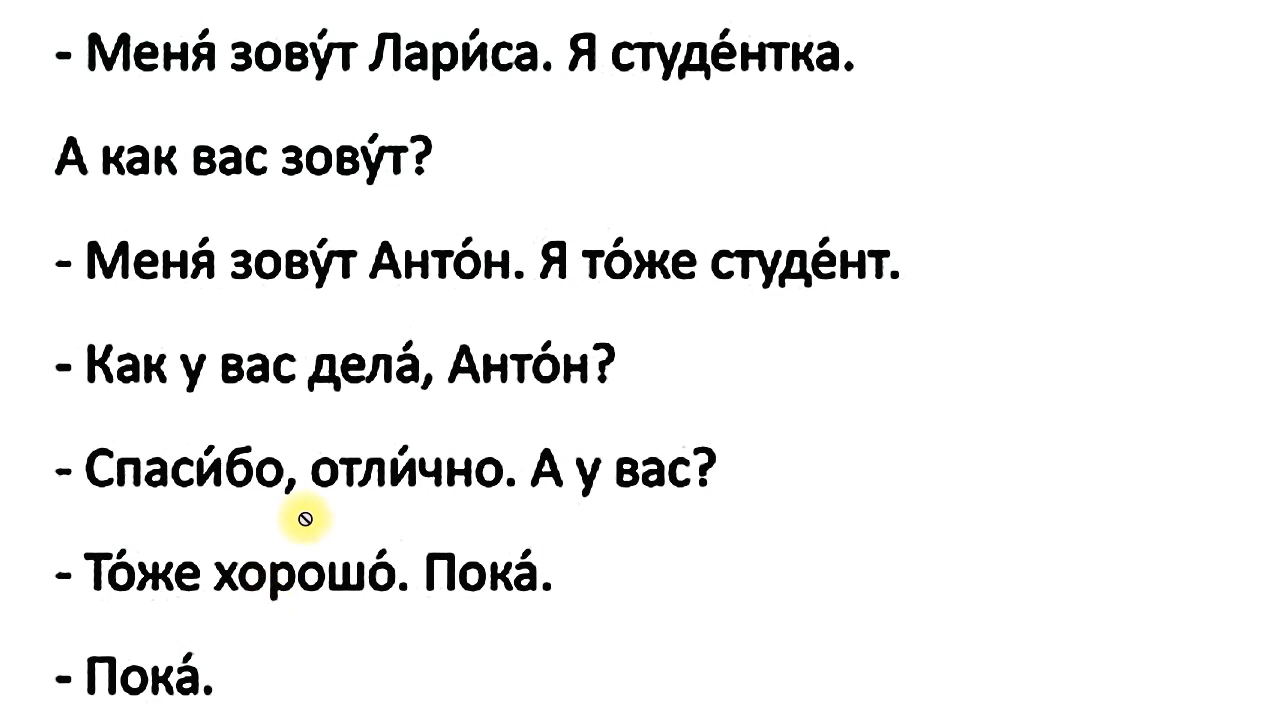 - Меня́ зову́т Лари́са. Я студе́нтка.
А как вас зову́т?
- Меня́ зову́т Анто́н. Я то́же студе́нт.
- Как у вас дела́, Анто́н?
- Спаси́бо, отли́чно. А у вас?
- То́же хорошо́. Пока́.
- Пока́.